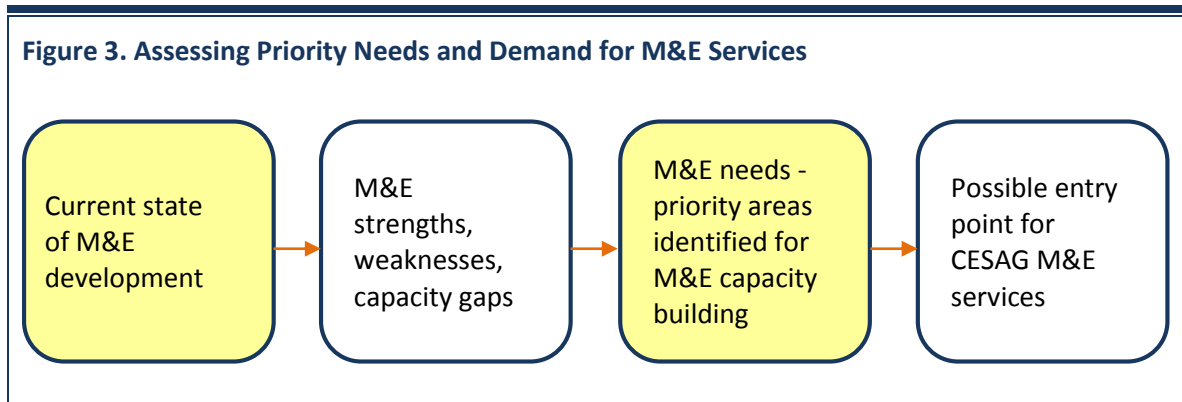 Figure 3. Assessing Priority Needs and Demand for M&E Services
Current state
of M&E
development
M&E
strengths,
weaknesses,
capacity gaps
M&E needs -
priority areas
identified for
M&E capacity
building
Possible entry
point for
CESAG M&E
services